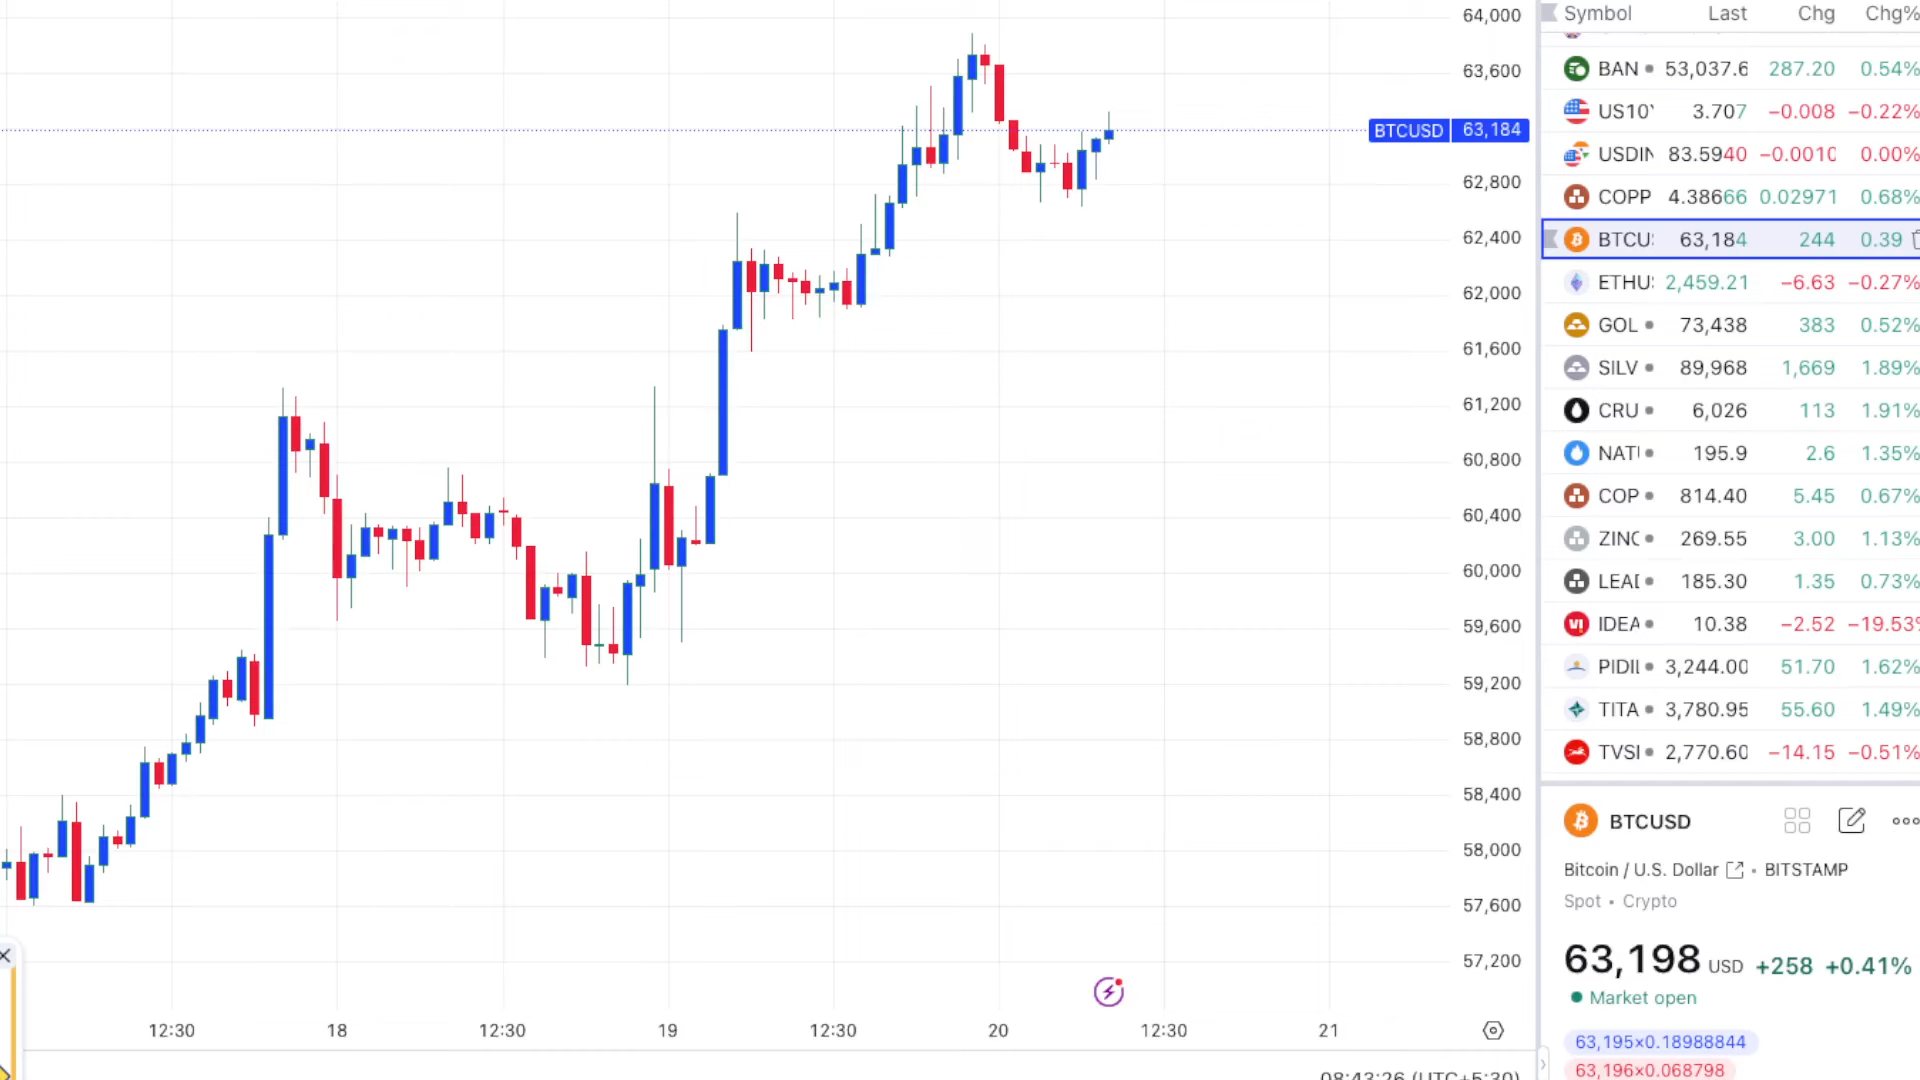 64,000
63,600
BTCUSD 63,184
62,800
62,400
62,000
61,600
61,200
60,800
60,400
60,000
59,600
59,200
58,800
58,400
58,000
57,600
57,200
12:30 18 12:30 19 12:30 20 12:30 21
08:43:26 (UTC+5:30)
Symbol Last Chg Chg%
BAN 53,037.6 287.20 0.54%
US10Y 3.707 −0.008 −0.22%
USDIN 83.5940 −0.0010 0.00%
COPP 4.38666 0.02971 0.68%
BTCU 63,184 244 0.39
ETHU 2,459.21 −6.63 −0.27%
GOL 73,438 383 0.52%
SILV 89,968 1,669 1.89%
CRU 6,026 113 1.91%
NATU 195.9 2.6 1.35%
COP 814.40 5.45 0.67%
ZINC 269.55 3.00 1.13%
LEAD 185.30 1.35 0.73%
IDEA 10.38 −2.52 −19.53%
PIDIL 3,244.00 51.70 1.62%
TITA 3,780.95 55.60 1.49%
TVSI 2,770.60 −14.15 −0.51%
BTCUSD
Bitcoin / U.S. Dollar • BITSTAMP
Spot • Crypto
63,198 USD +258 +0.41%
Market open
63,195×0.18988844
63,196×0.068798